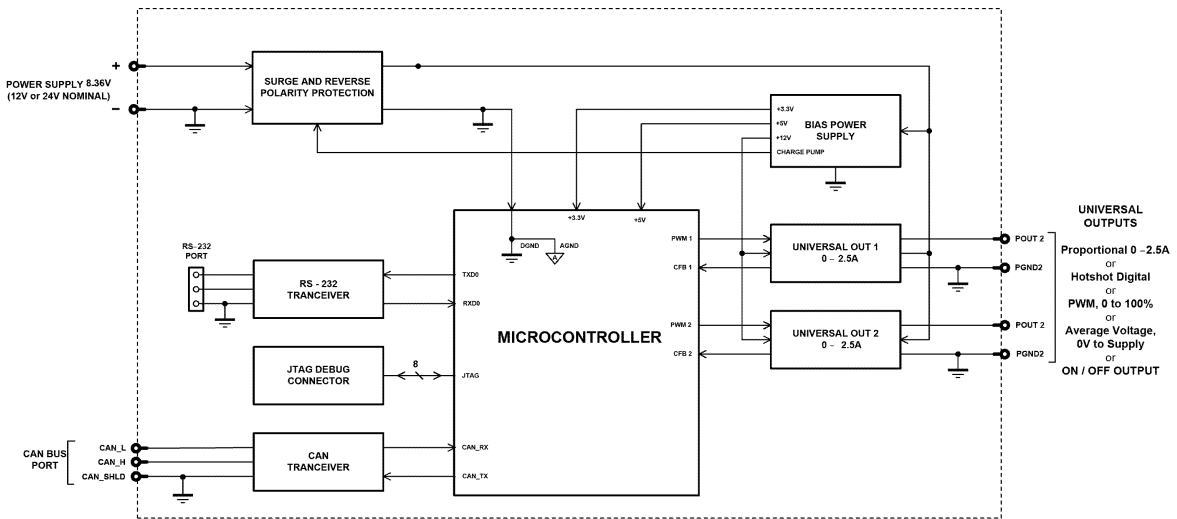 POWER SUPPLY 8.36V
(12V or 24V NOMINAL)
+
−
SURGE AND REVERSE
POLARITY PROTECTION
+3.3V
+5V
+12V
CHARGE PUMP
BIAS POWER
SUPPLY
+3.3V
+5V
DGND
AGND
A
RS-232
PORT
RS - 232
TRANCEIVER
TXD0
RXD0
JTAG DEBUG
CONNECTOR
8
JTAG
CAN BUS
PORT
CAN_L
CAN_H
CAN_SHLD
CAN
TRANCEIVER
CAN_RX
CAN_TX
MICROCONTROLLER
PWM 1
CFB 1
PWM 2
CFB 2
UNIVERSAL OUT 1
0 – 2.5A
UNIVERSAL OUT 2
0 – 2.5A
POUT 2
PGND2
POUT 2
PGND2
UNIVERSAL
OUTPUTS
Proportional 0 – 2.5A
or
Hotshot Digital
or
PWM, 0 to 100%
or
Average Voltage,
0V to Supply
or
ON / OFF OUTPUT